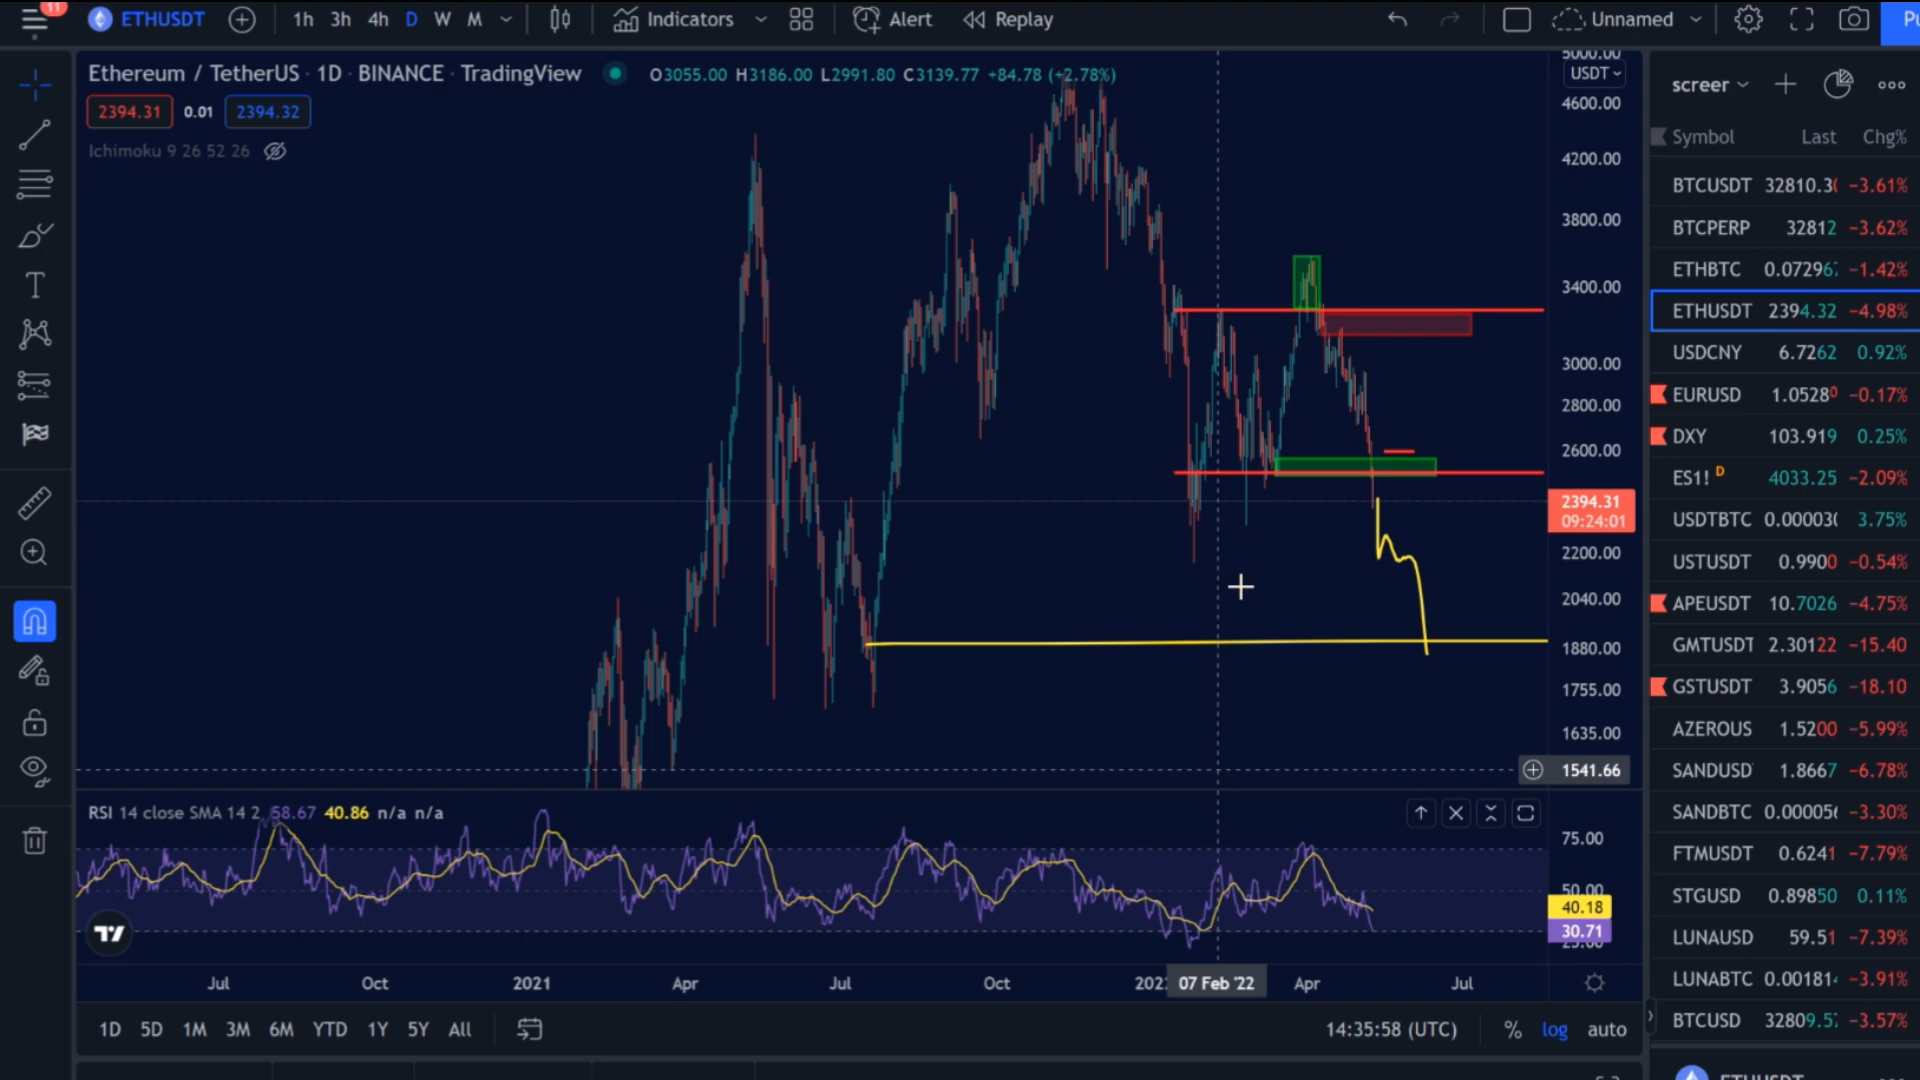 11
ETHUSDT 1h 3h 4h D W M Indicators Alert Replay Unnamed
Ethereum / TetherUS · 1D · BINANCE · TradingView O3055.00 H3186.00 L2991.80 C3139.77 +84.78 (+2.78%)
2394.31 0.01 2394.32
Ichimoku 9 26 52 26
5000.00
USDT
4600.00
4200.00
3800.00
3400.00
3000.00
2800.00
2600.00
2394.31
09:24:01
2200.00
2040.00
1880.00
1755.00
1635.00
1541.66
RSI 14 close SMA 14 2 58.67 40.86 n/a n/a
75.00
50.00
40.18
30.71
25.00
Jul Oct 2021 Apr Jul Oct 07 Feb '22 Apr Jul
1D 5D 1M 3M 6M YTD 1Y 5Y All 14:35:58 (UTC) % log auto
screer
Symbol Last Chg%
BTCUSDT 32810.3 −3.61%
BTCPERP 32812 −3.62%
ETHBTC 0.07296 −1.42%
ETHUSDT 2394.32 −4.98%
USDCNY 6.7262 0.92%
EURUSD 1.0528⁰ −0.17%
DXY 103.919 0.25%
ES1! D 4033.25 −2.09%
USDTBTC 0.00003 3.75%
USTUSDT 0.9900 −0.54%
APEUSDT 10.7026 −4.75%
GMTUSDT 2.30122 −15.40
GSTUSDT 3.9056 −18.10
AZEROUS 1.5200 −5.99%
SANDUSD 1.8667 −6.78%
SANDBTC 0.00005 −3.30%
FTMUSDT 0.6241 −7.79%
STGUSD 0.89850 0.11%
LUNAUSD 59.51 −7.39%
LUNABTC 0.001814 −3.91%
BTCUSD 32809.5 −3.57%
ETHUSDT